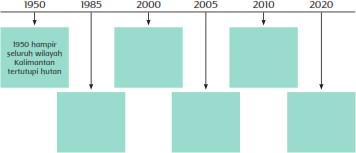 1950 1985 2000 2005 2010 2020
1950 hampir
seluruh wilayah
Kalimantan
tertutupi hutan